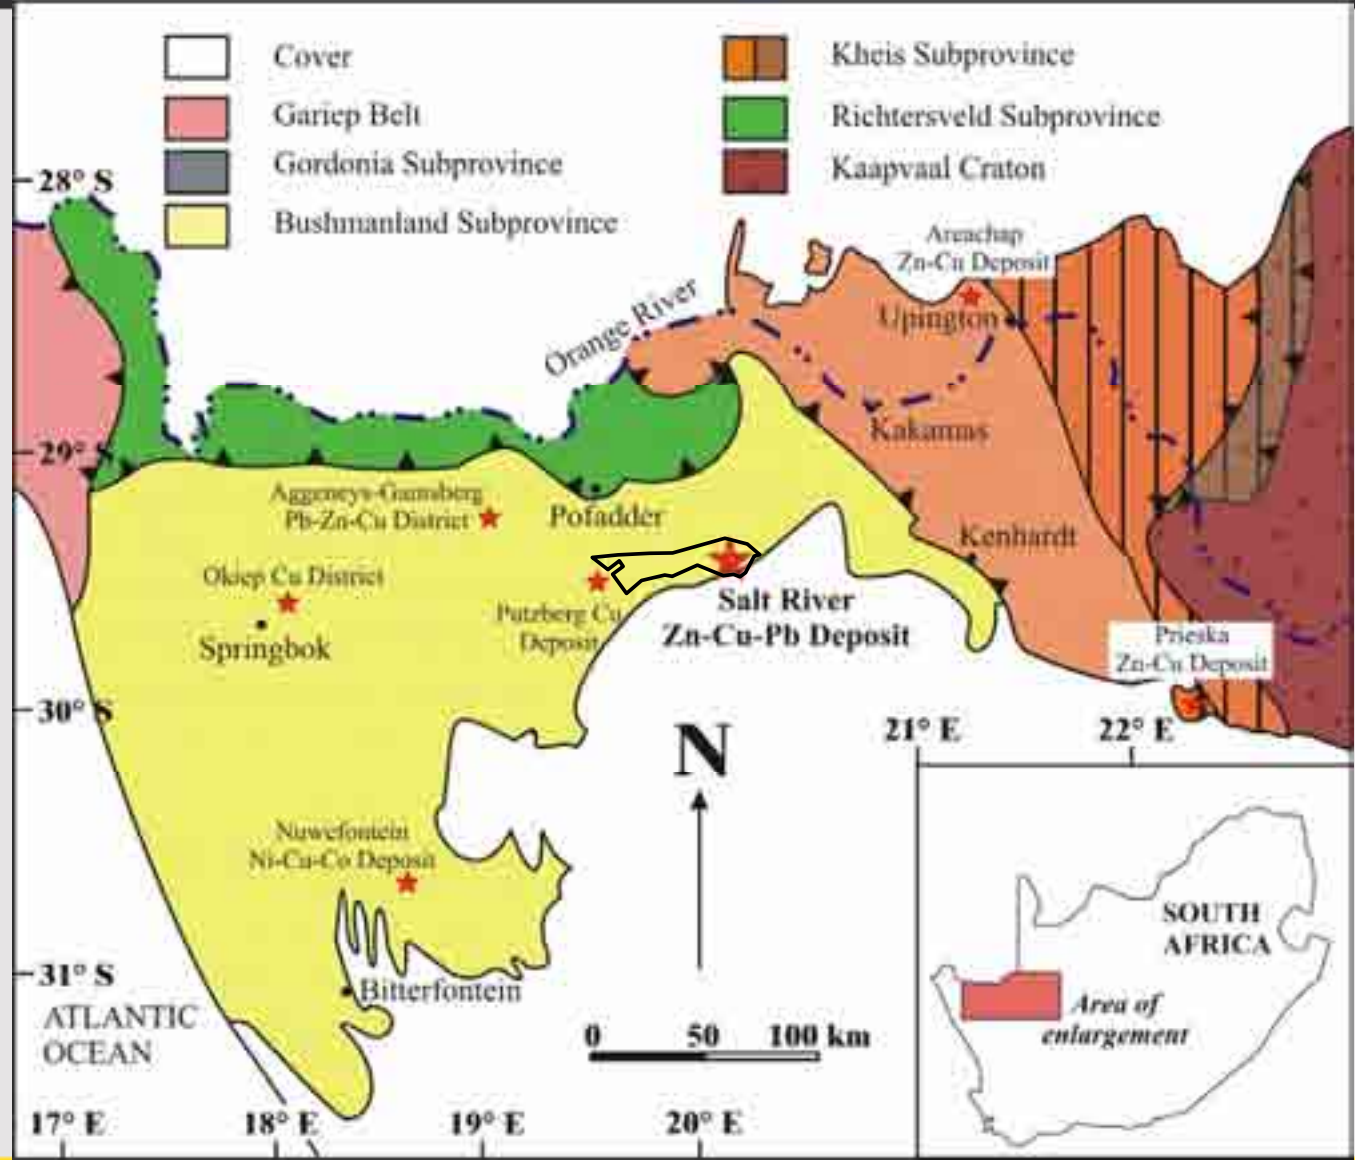 Cover
Gariep Belt
Gordonia Subprovince
Bushmanland Subprovince
Kheis Subprovince
Richtersveld Subprovince
Kaapvaal Craton
28° S
Areachap
Zn-Cu Deposit
Orange River
Upington
Kakamas
29° S
Aggeneys-Gamsberg
Pb-Zn-Cu District
Pofadder
Kenhardt
Okiep Cu District
Springbok
Putzberg Cu
Deposit
Salt River
Zn-Cu-Pb Deposit
Prieska
Zn-Cu Deposit
30° S
N
21° E
22° E
Nuwefontein
Ni-Cu-Co Deposit
SOUTH
AFRICA
31° S
Bitterfontein
ATLANTIC
OCEAN
0 50 100 km
Area of
enlargement
17° E
18° E
19° E
20° E